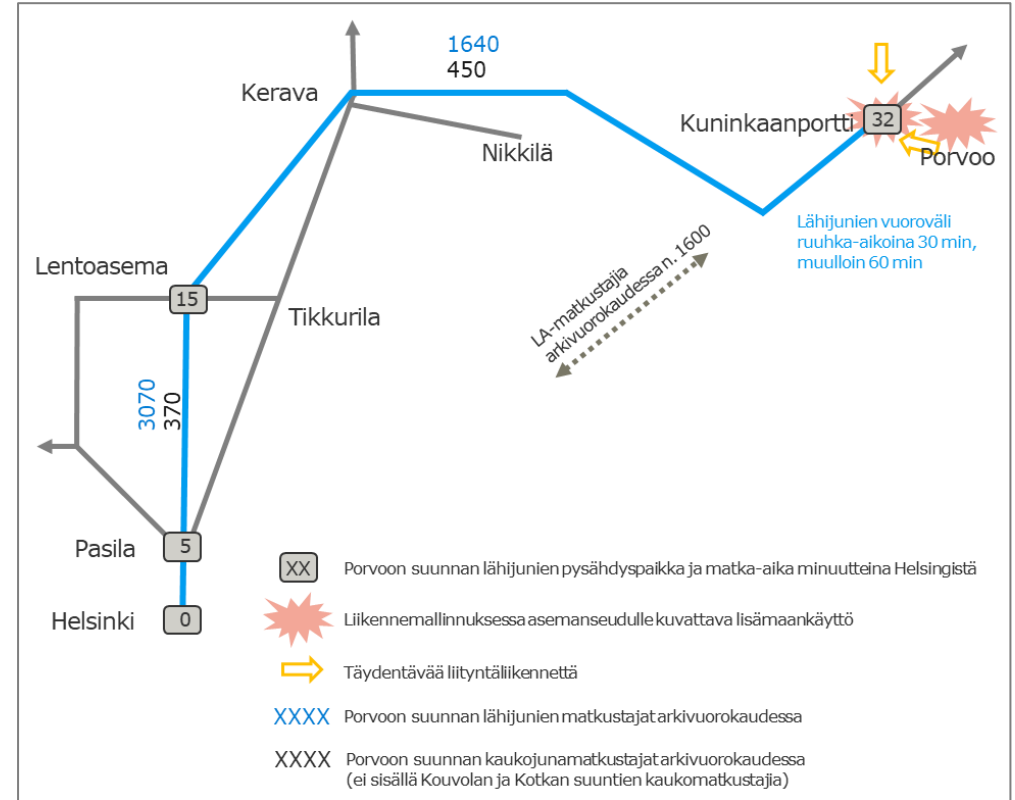 1640
450
Kerava
Kuninkaanportti
32
Nikkilä
Porvoo
Lähijunien vuoroväli
ruuhka-aikoina 30 min,
muulloin 60 min
LA-matkustajia
arkivuorokaudessa n. 1600
Lentoasema
15
Tikkurila
3070
370
Pasila
5
Helsinki
0
XX
Porvoon suunnan lähijunien pysähdyspaikka ja matka-aika minuutteina Helsingistä
Liikennemallinnuksessa asemanseudulle kuvattava lisämaankäyttö
Täydentävää liityntäliikennettä
XXXX
Porvoon suunnan lähijunien matkustajat arkivuorokaudessa
XXXX
Porvoon suunnan kaukojunamatkustajat arkivuorokaudessa
(ei sisällä Kouvolan ja Kotkan suuntien kaukomatkustajia)